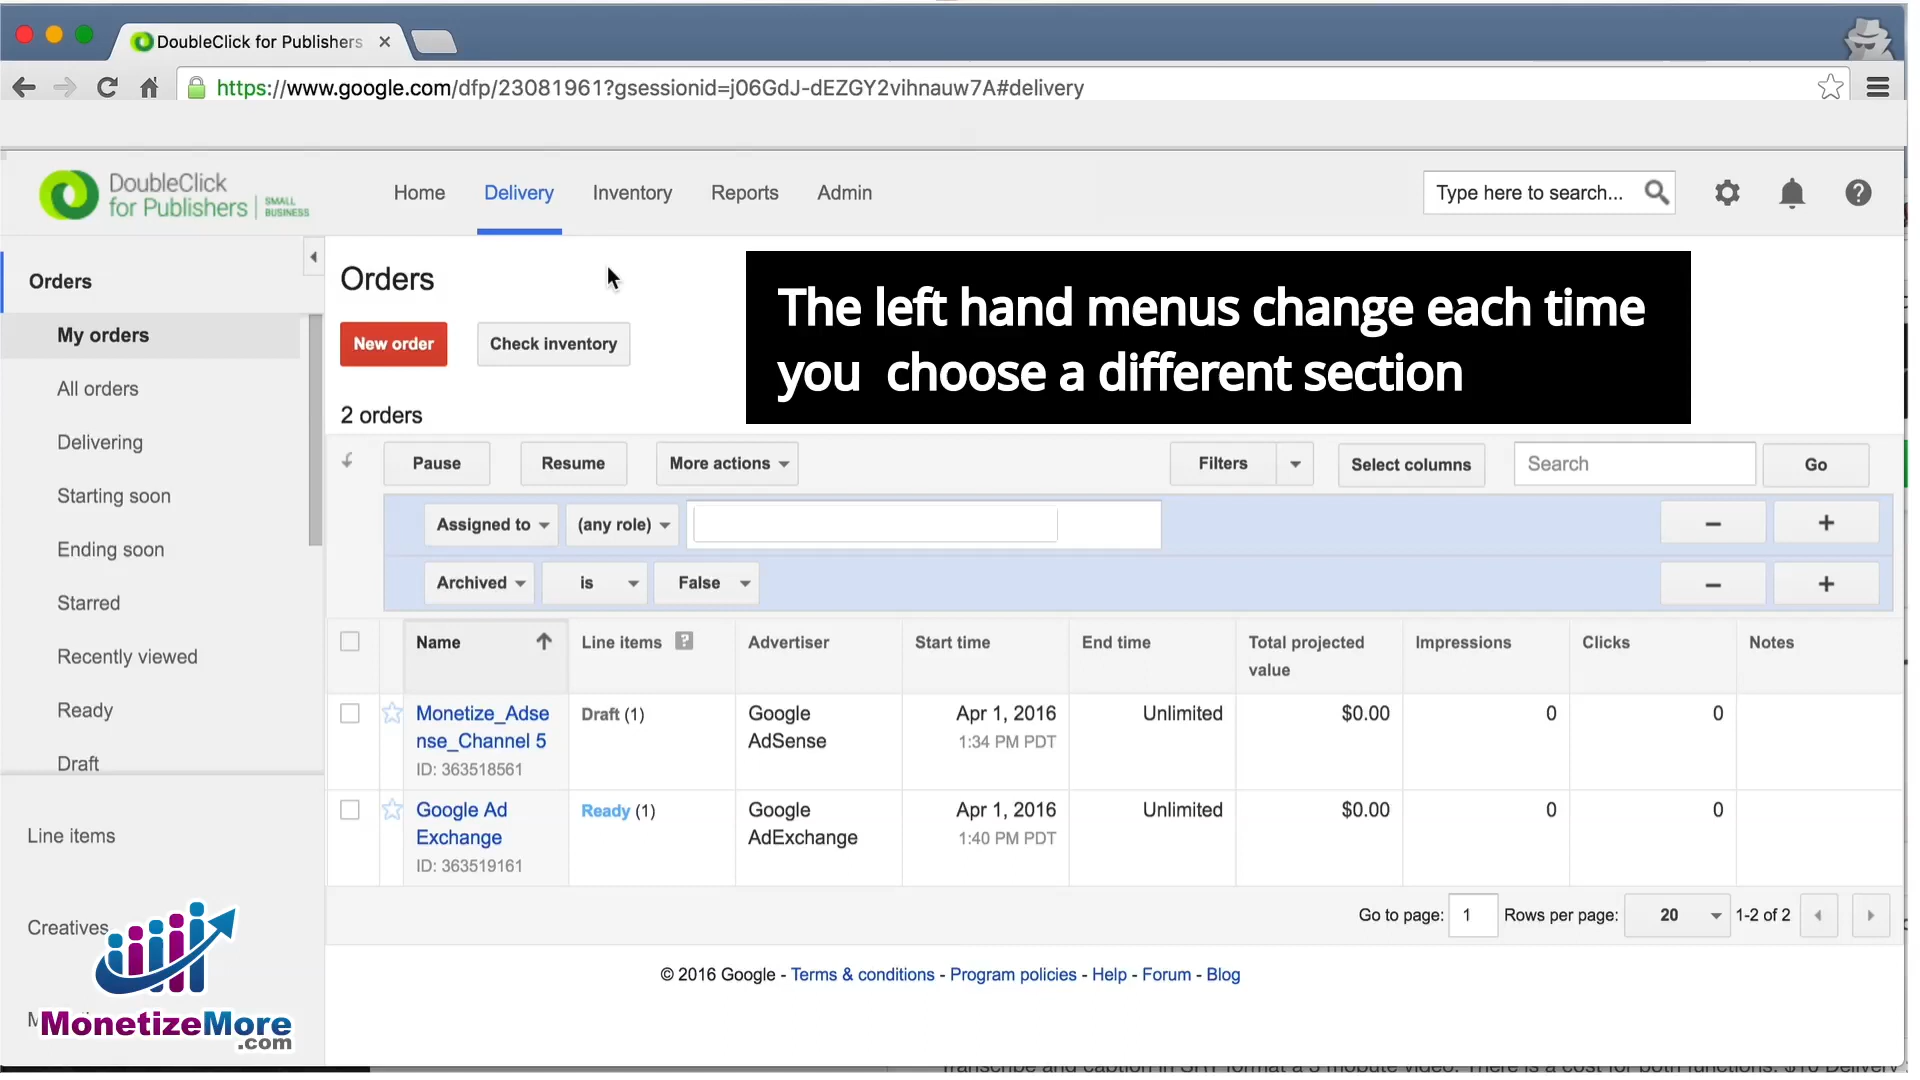 DoubleClick for Publishers
https://www.google.com/dfp/23081961?gsessionid=j06GdJ-dEZGY2vihnauw7A#delivery
DoubleClick
for Publishers
SMALL
BUSINESS
Home
Delivery
Inventory
Reports
Admin
Type here to search...
Orders
My orders
All orders
Delivering
Starting soon
Ending soon
Starred
Recently viewed
Ready
Draft
Line items
Creatives
MonetizeMore
.com
Orders
New order
Check inventory
The left hand menus change each time
you choose a different section
2 orders
Pause
Resume
More actions
Filters
Select columns
Search
Go
Assigned to
(any role)
−
+
Archived
is
False
−
+
Name
Line items ?
Advertiser
Start time
End time
Total projected
value
Impressions
Clicks
Notes
Monetize_Adse
nse_Channel 5
ID: 363518561
Draft (1)
Google
AdSense
Apr 1, 2016
1:34 PM PDT
Unlimited
$0.00
0
0
Google Ad
Exchange
ID: 363519161
Ready (1)
Google
AdExchange
Apr 1, 2016
1:40 PM PDT
Unlimited
$0.00
0
0
Go to page: 1 Rows per page: 20 1-2 of 2
© 2016 Google - Terms & conditions - Program policies - Help - Forum - Blog